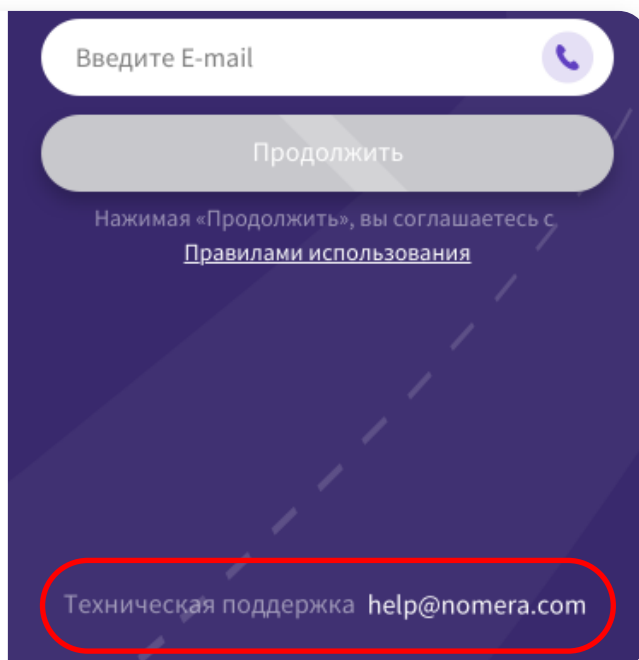 Введите E-mail
Продолжить
Нажимая «Продолжить», вы соглашаетесь с
Правилами использования
Техническая поддержка help@nomera.com